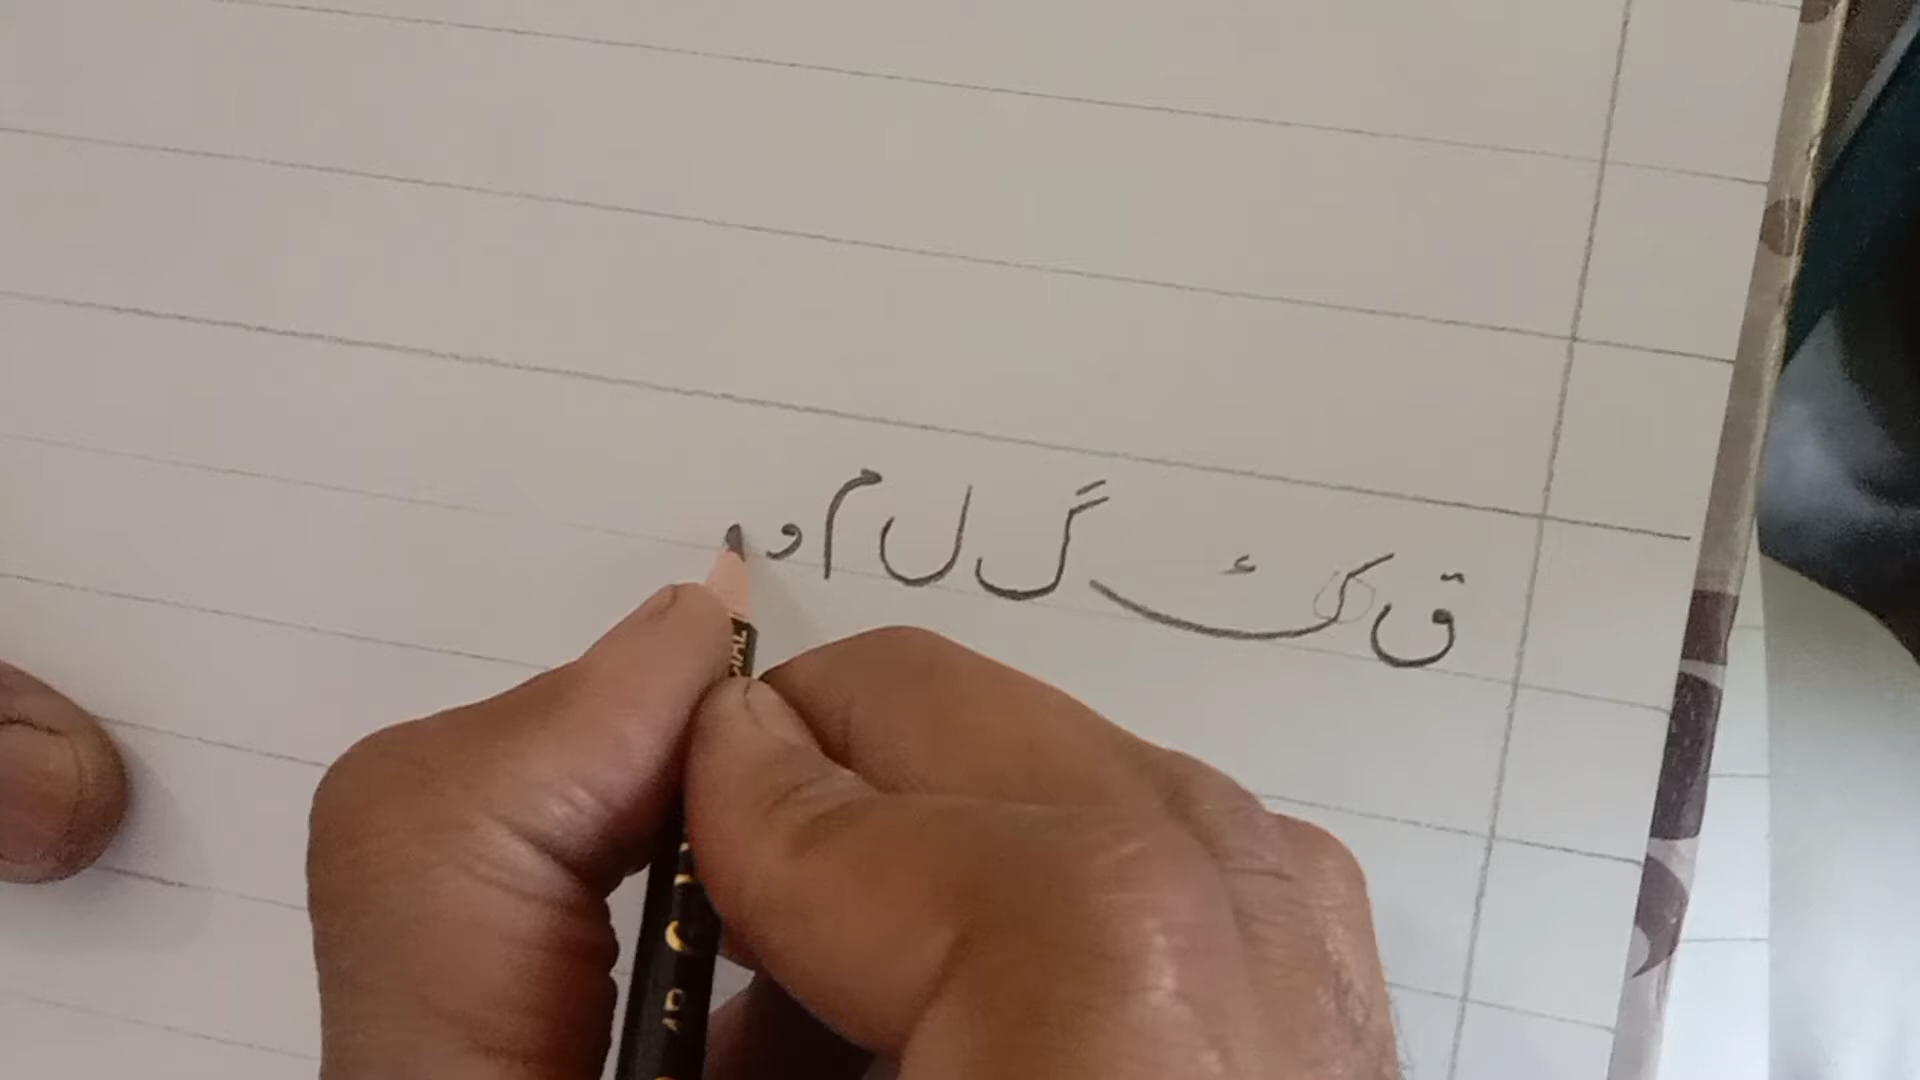 ق ک گ ل م و